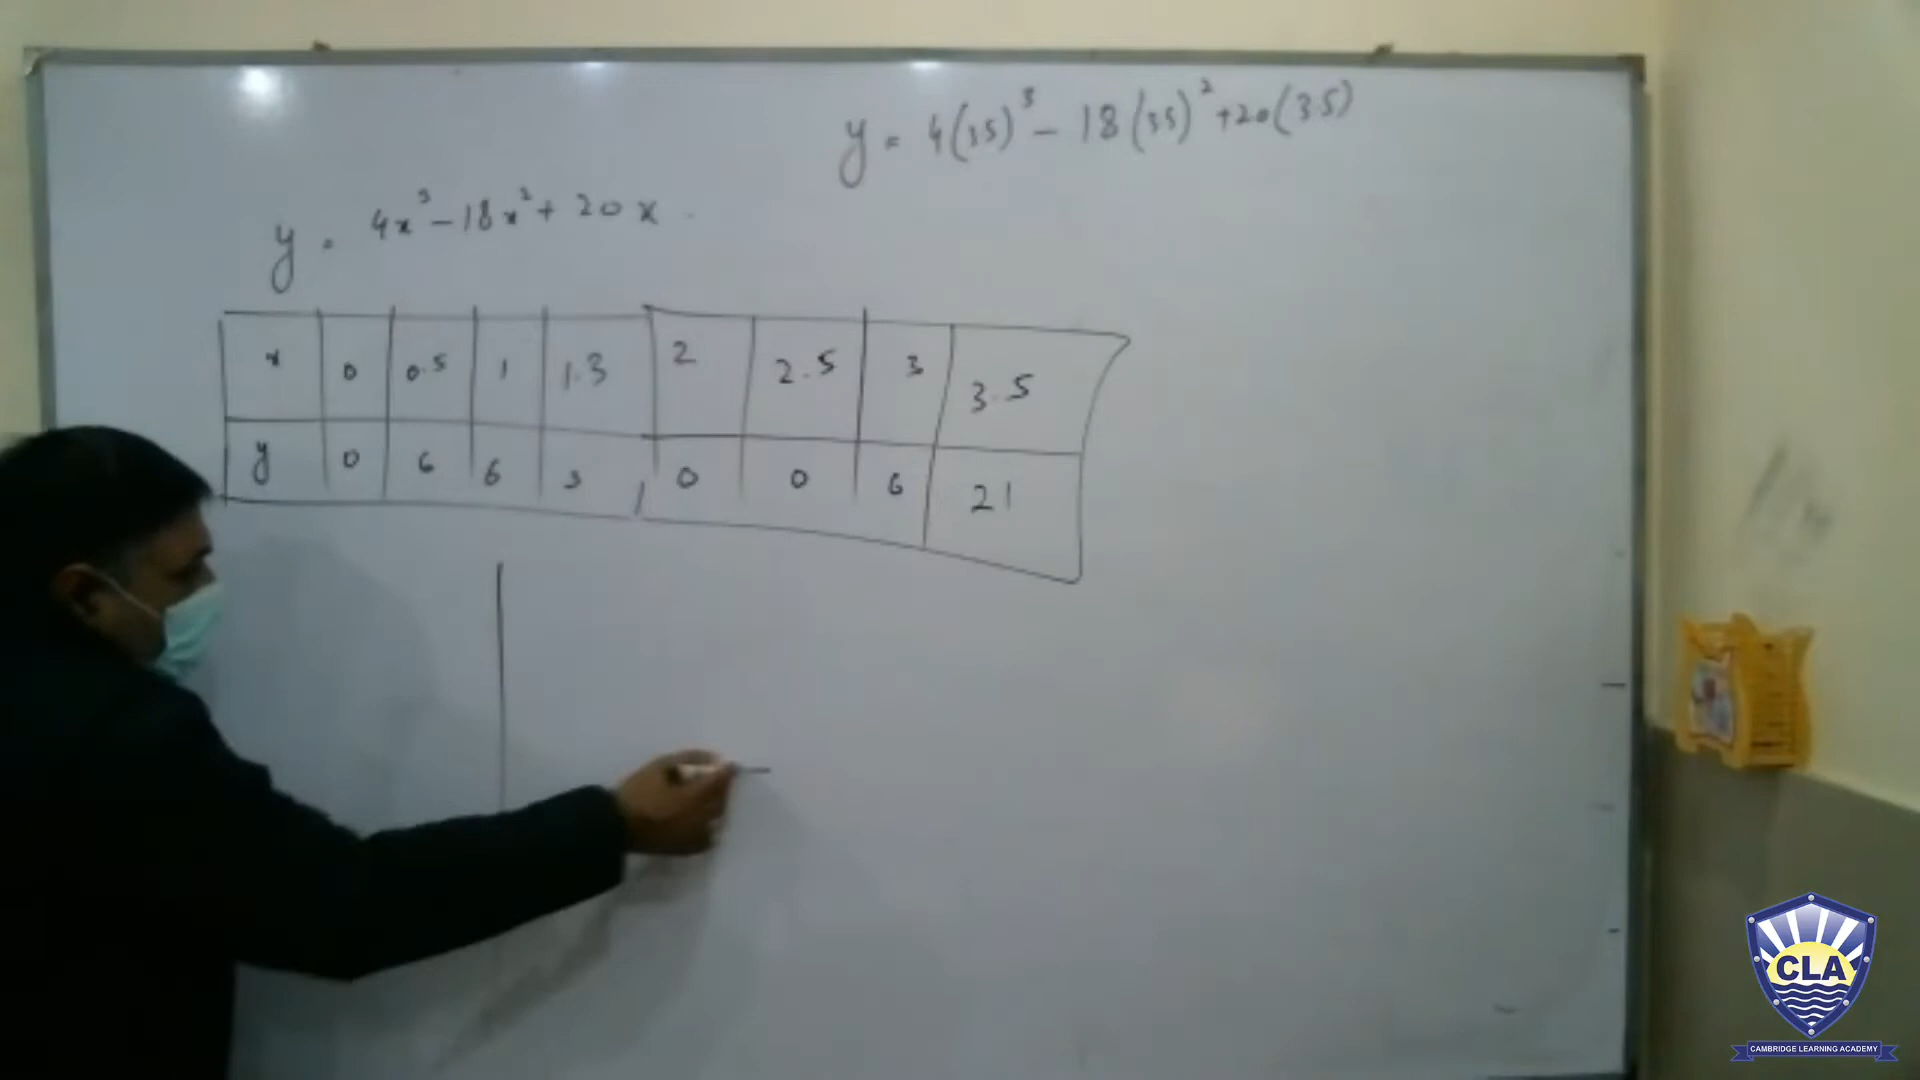 y = 4(3.5)³ - 18(3.5)² + 20(3.5)
y = 4x³ - 18x² + 20x
x 0 0.5 1 1.3 2 2.5 3 3.5
y 0 6 6 3 0 0 6 21
CLA
CAMBRIDGE LEARNING ACADEMY